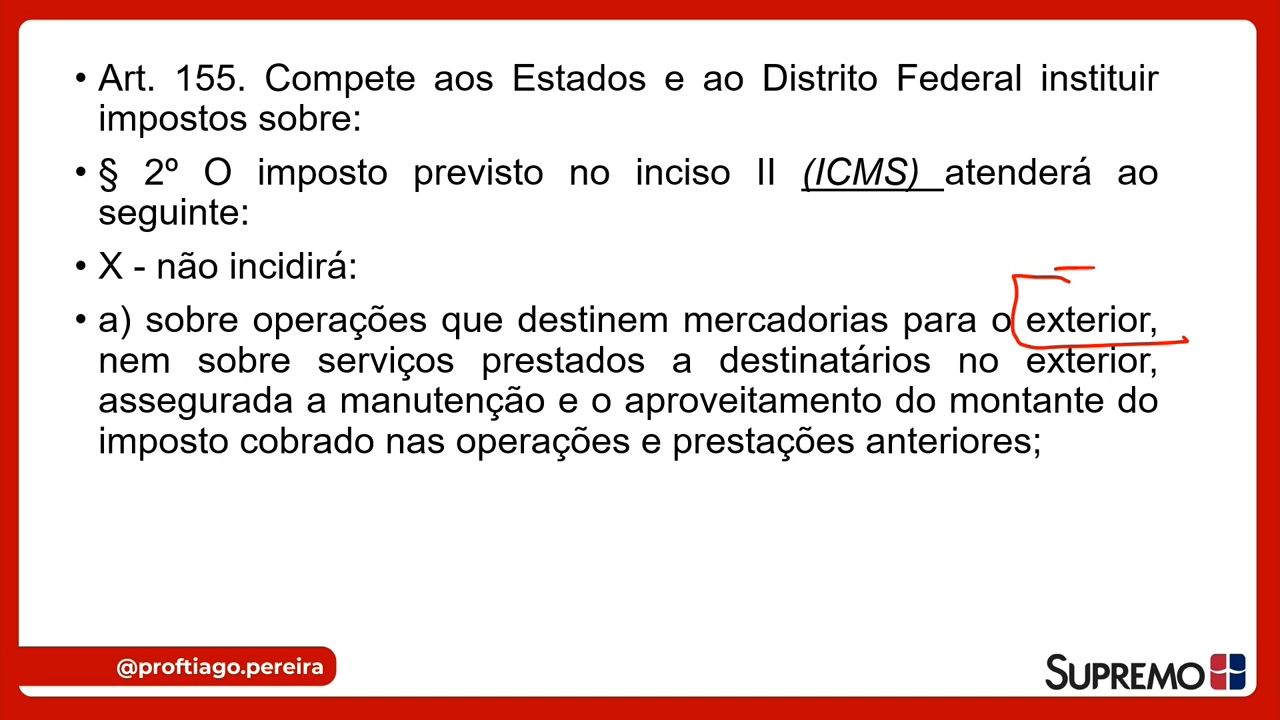 • Art. 155. Compete aos Estados e ao Distrito Federal instituir
impostos sobre:
• § 2º O imposto previsto no inciso II (ICMS) atenderá ao
seguinte:
• X - não incidirá:
• a) sobre operações que destinem mercadorias para o exterior,
nem sobre serviços prestados a destinatários no exterior,
assegurada a manutenção e o aproveitamento do montante do
imposto cobrado nas operações e prestações anteriores;
@proftiago.pereira
SUPREMO